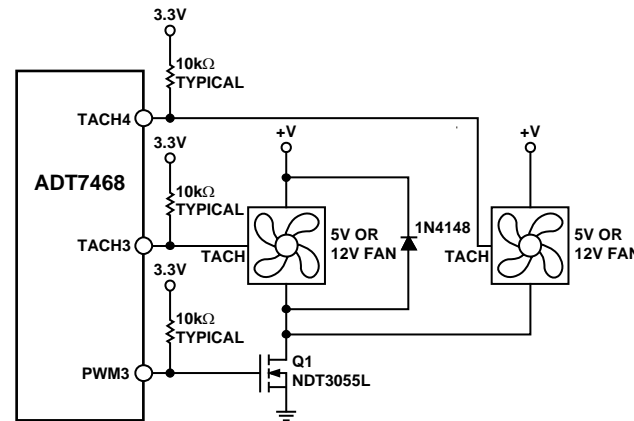 3.3V
10kΩ
TYPICAL
TACH4
3.3V
+V
+V
ADT7468
10kΩ
TYPICAL
5V OR
12V FAN
1N4148
5V OR
12V FAN
TACH3
TACH
TACH
3.3V
10kΩ
TYPICAL
Q1
NDT3055L
PWM3